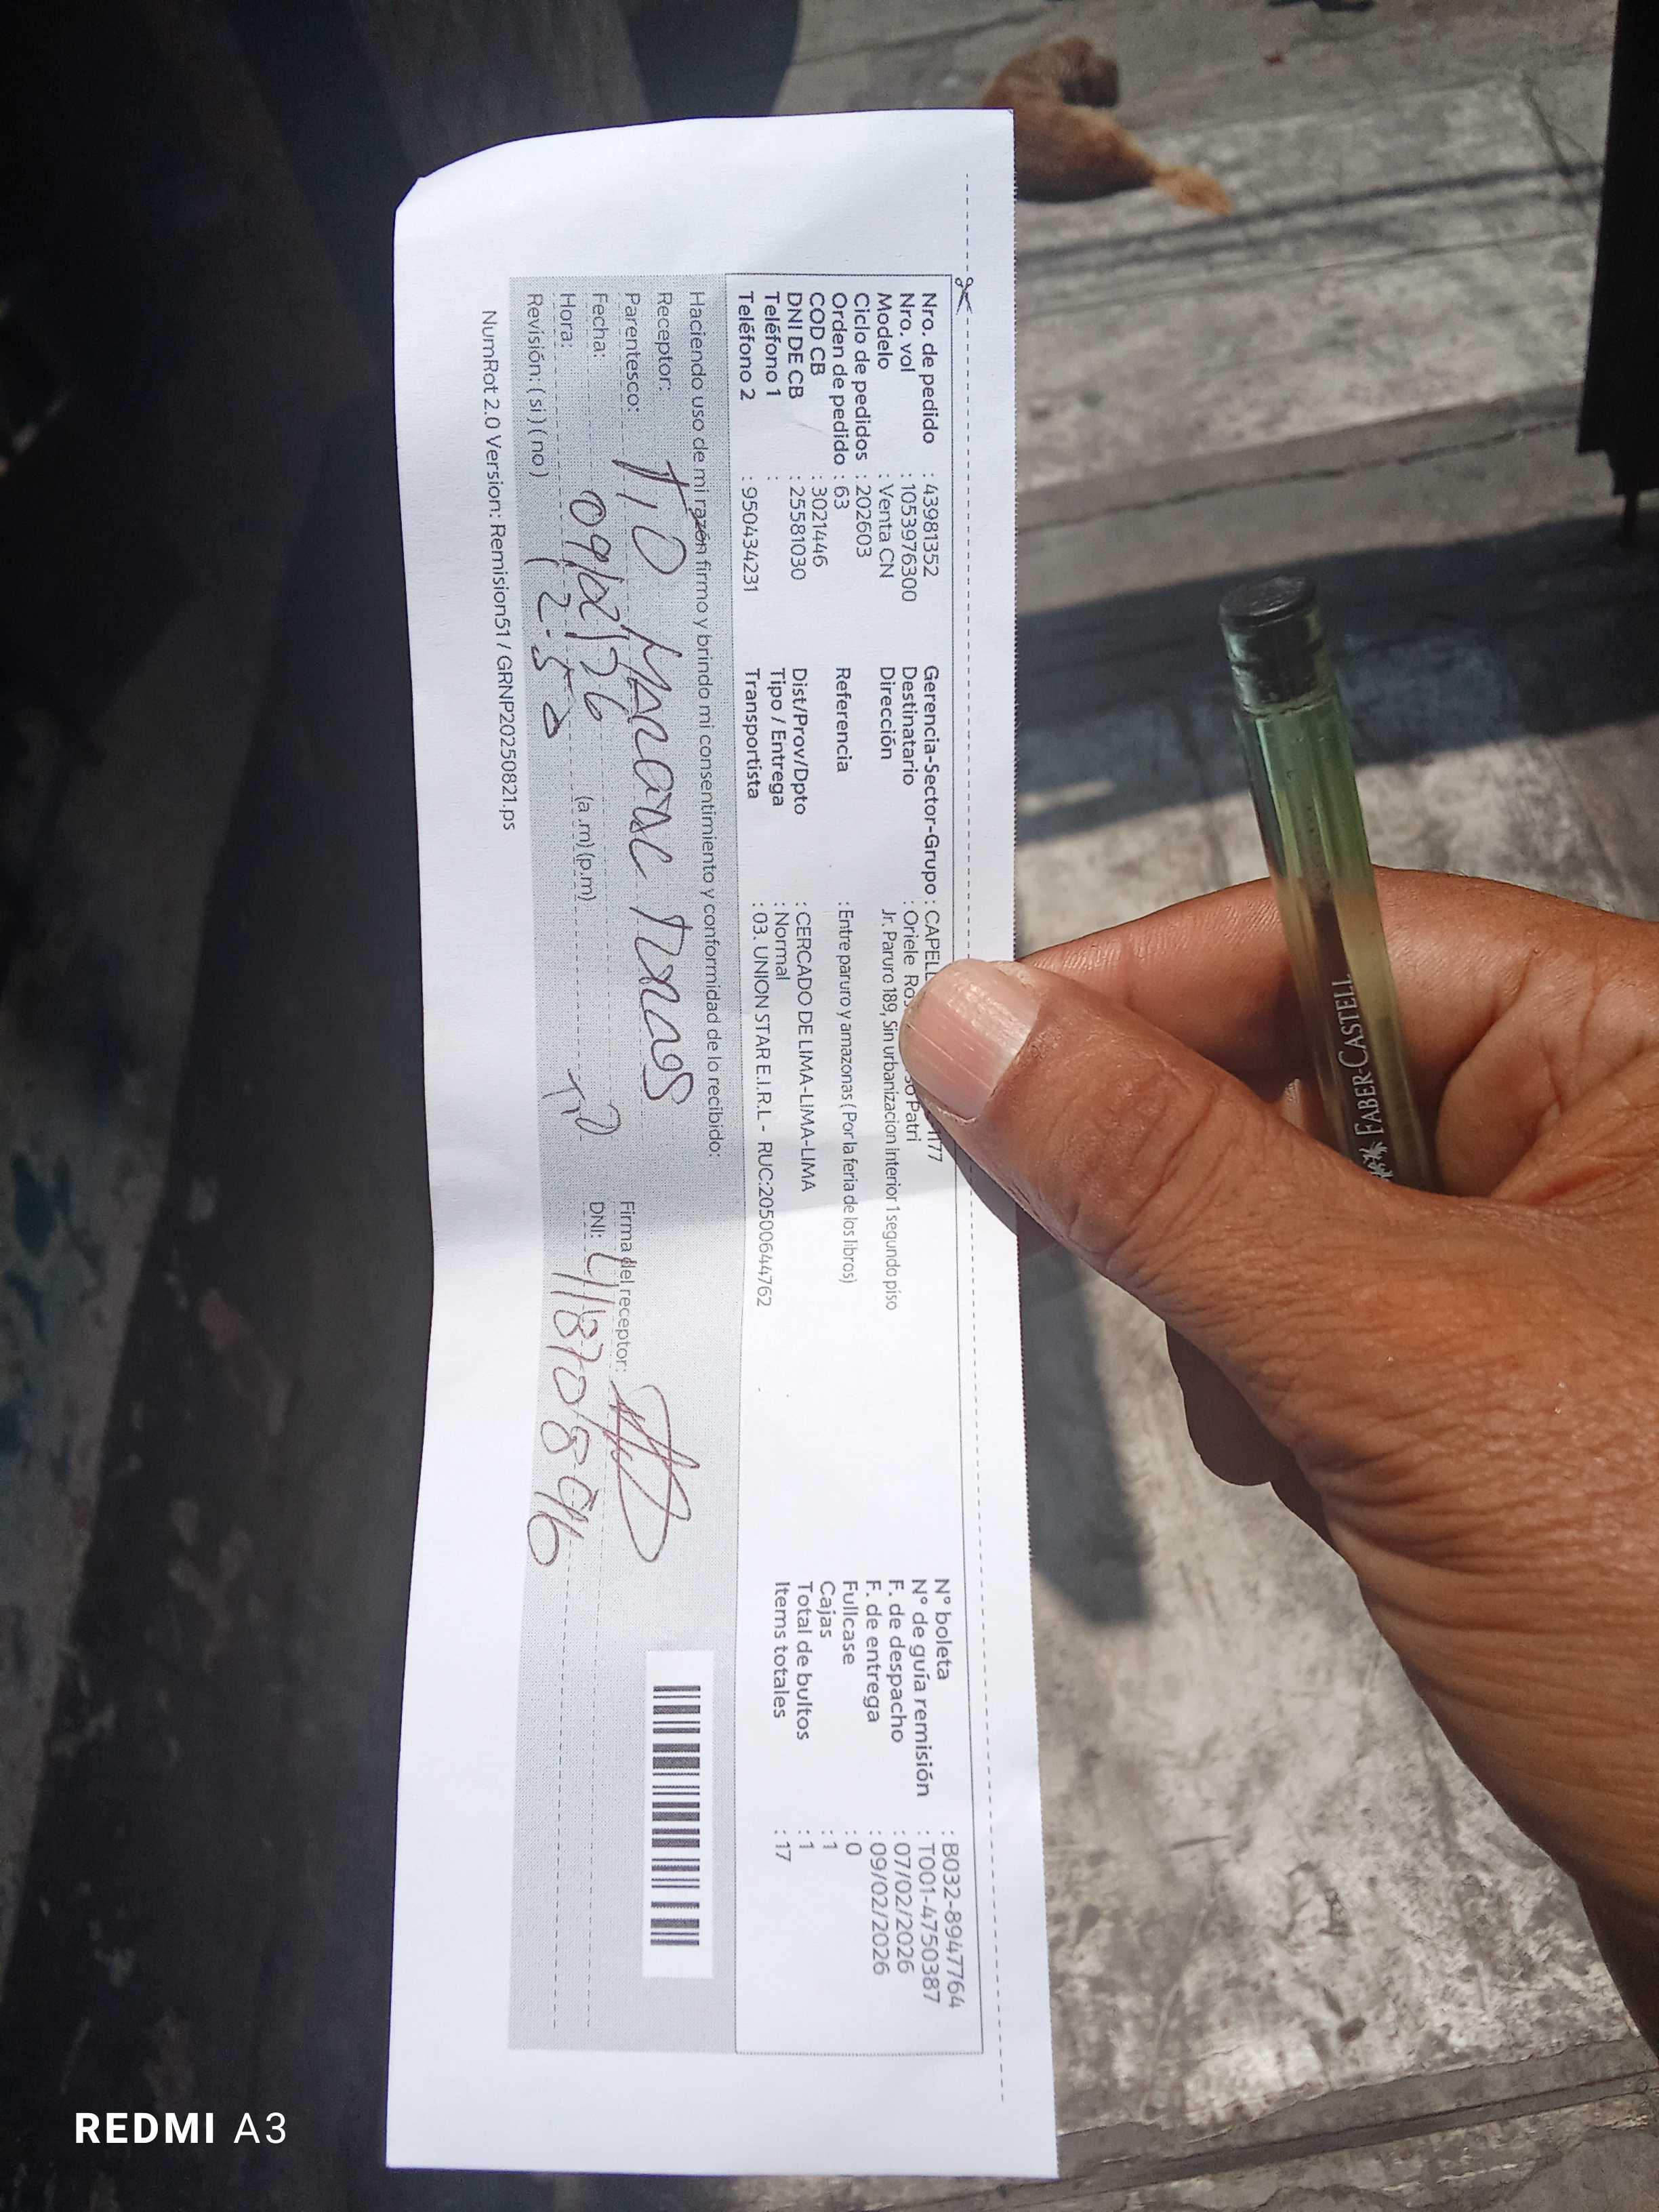 Nro. de pedido : 43981352
Nro. vol : 1053976300
Modelo : Venta CN
Ciclo de pedidos : 202603
Orden de pedido : 63
COD CB : 3021446
DNI DE CB : 25581030
Teléfono 1 :
Teléfono 2 : 950434231
Gerencia-Sector-Grupo : CAPELL 1177
Destinatario : Oriele Patri
Dirección Jr. Paruro 189, Sin urbanizacion interior 1 segundo piso
Referencia : Entre paruro y amazonas ( Por la feria de los libros)
Dist/Prov/Dpto : CERCADO DE LIMA-LIMA-LIMA
Tipo / Entrega : Normal
Transportista : 03. UNION STAR E.I.R.L - RUC:20500644762
N° boleta : B032-8947764
N° de guía remisión : T001-4750387
F. de despacho : 07/02/2026
F. de entrega : 09/02/2026
Fullcase : 0
Cajas : 1
Total de bultos : 1
Items totales : 17
Haciendo uso de mi razón firmo y brindo mi consentimiento y conformidad de lo recibido:
Receptor:
Parentesco: TIO
Fecha: 09/02/26
Hora: 12:50 (a.m)(p.m) TIO
Revisión: ( si ) ( no )
Firma del receptor:
DNI: 41870896
NumRot 2.0 Version: Remision51 / GRNP20250821.ps
FABER-CASTELL
REDMI A3